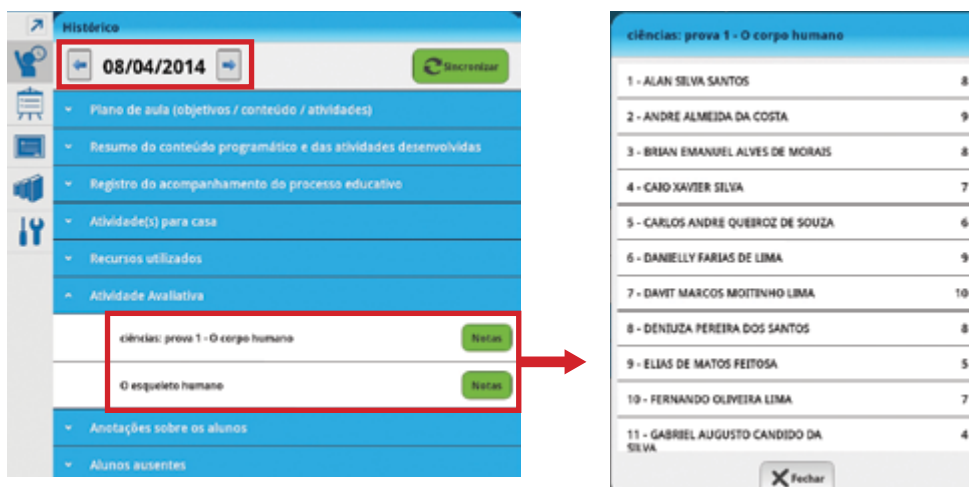 Histórico
08/04/2014
Sincronizar
Plano de aula (objetivos / conteúdo / atividades)
Resumo do conteúdo programático e das atividades desenvolvidas
Registro do acompanhamento do processo educativo
Atividade(s) para casa
Recursos utilizados
Atividade Avaliativa
ciências: prova 1 - O corpo humano Notas
O esqueleto humano Notas
Anotações sobre os alunos
Alunos ausentes
ciências: prova 1 - O corpo humano
1 - ALAN SILVA SANTOS 8
2 - ANDRE ALMEIDA DA COSTA 9
3 - BRIAN EMANUEL ALVES DE MORAIS 8
4 - CAIO XAVIER SILVA 7
5 - CARLOS ANDRE QUEIROZ DE SOUZA 6
6 - DANIELLY FARIAS DE LIMA 9
7 - DAVIT MARCOS MOITINHO LIMA 10
8 - DENIUZA PEREIRA DOS SANTOS 8
9 - ELIAS DE MATOS FEITOSA 5
10 - FERNANDO OLIVEIRA LIMA 7
11 - GABRIEL AUGUSTO CANDIDO DA 4
SILVA
Fechar